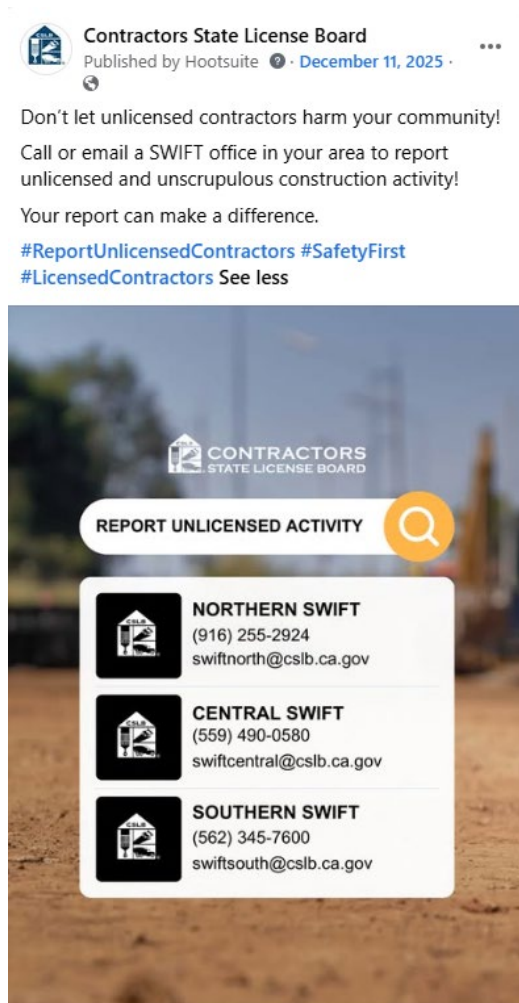 Contractors State License Board
Published by Hootsuite · December 11, 2025 ·
Don't let unlicensed contractors harm your community!
Call or email a SWIFT office in your area to report
unlicensed and unscrupulous construction activity!
Your report can make a difference.
#ReportUnlicensedContractors #SafetyFirst
#LicensedContractors See less
CONTRACTORS
STATE LICENSE BOARD
REPORT UNLICENSED ACTIVITY
CSLB
NORTHERN SWIFT
(916) 255-2924
swiftnorth@cslb.ca.gov
CSLB
CENTRAL SWIFT
(559) 490-0580
swiftcentral@cslb.ca.gov
CSLB
SOUTHERN SWIFT
(562) 345-7600
swiftsouth@cslb.ca.gov